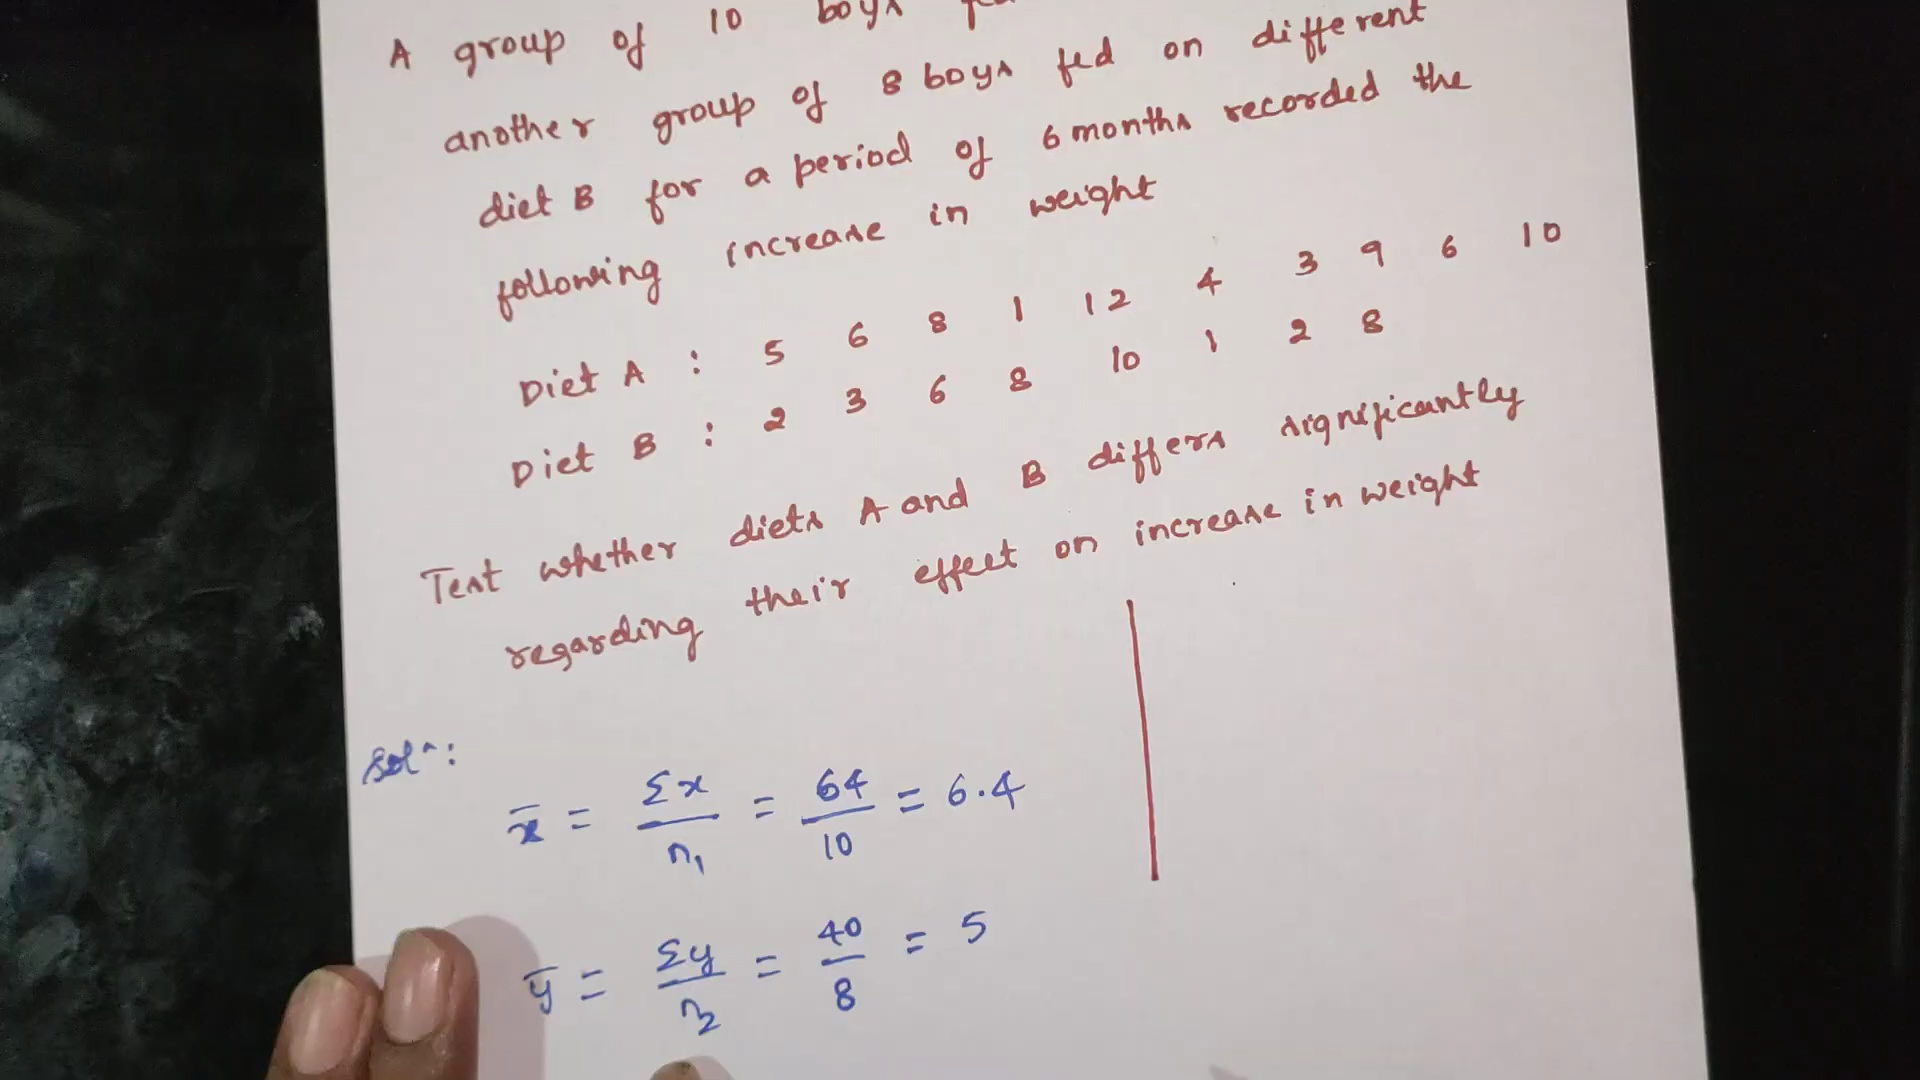 A group of 10 boys
another group of 8 boys fed on different
diet B for a period of 6 months recorded the
following increase in weight
Diet A : 5 6 8 1 12 4 3 9 6 10
Diet B : 2 3 6 8 10 1 2 8
Test whether diets A and B differs significantly
regarding their effect on increase in weight
Solⁿ:
x̄ = Σx/n₁ = 64/10 = 6.4
ȳ = Σy/n₂ = 40/8 = 5